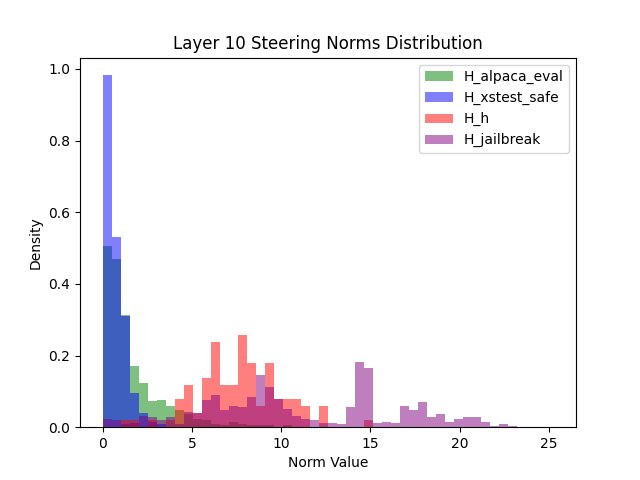 Layer 10 Steering Norms Distribution
1.0
0.8
0.6
0.4
0.2
0.0
Density
H_alpaca_eval
H_xstest_safe
H_h
H_jailbreak
0 5 10 15 20 25
Norm Value